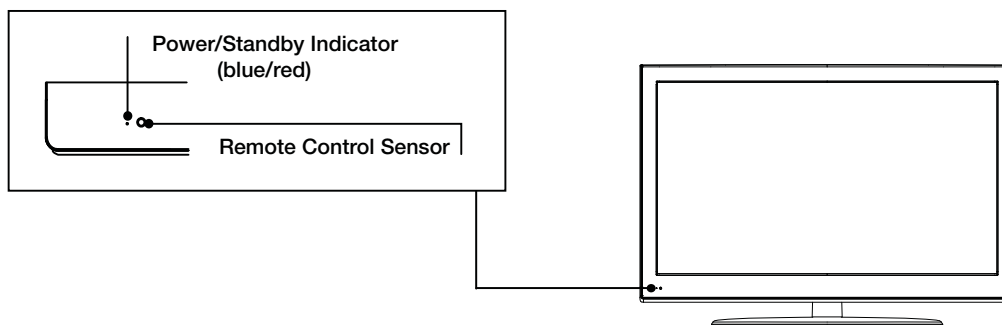 Power/Standby Indicator
(blue/red)
Remote Control Sensor